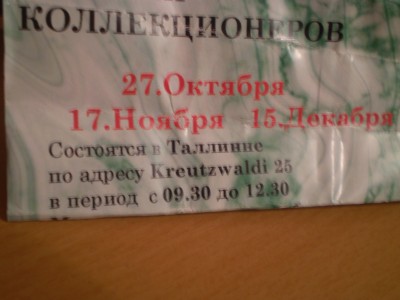 КОЛЛЕКЦИОНЕРОВ
27.Октября
17.Ноября 15.Декабря
Состоятся в Таллинне
по адресу Kreutzwaldi 25
в период с 09.30 до 12.30